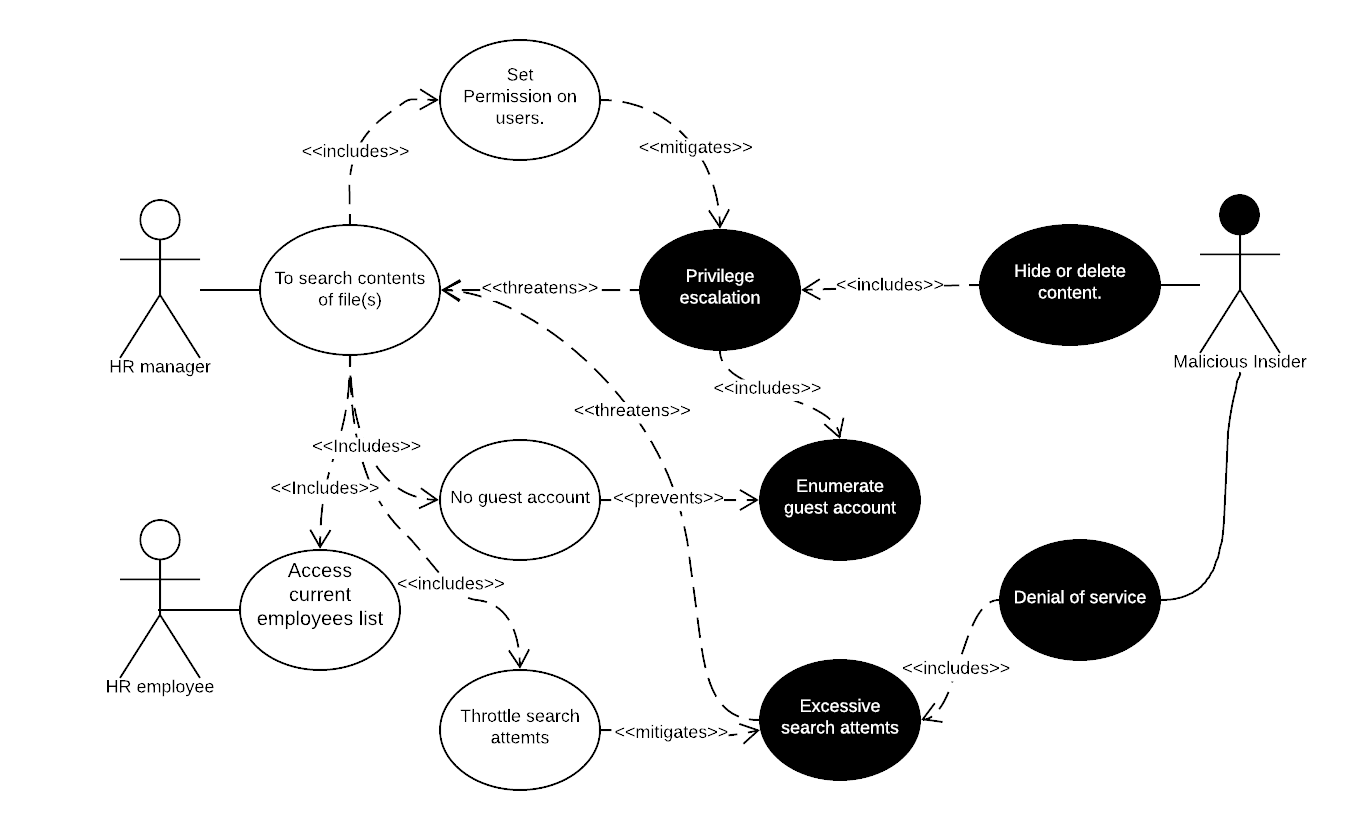 Set
Permission on
users.
<<includes>>
<<mitigates>>
To search contents
of file(s)
<<threatens>>
Privilege
escalation
<<includes>>
Hide or delete
content.
HR manager
Malicious Insider
<<includes>>
<<threatens>>
<<Includes>>
<<Includes>>
No guest account
<<prevents>>
Enumerate
guest account
Access
current
employees list
<<includes>>
Denial of service
HR employee
<<includes>>
Throttle search
attemts
<<mitigates>>
Excessive
search attemts